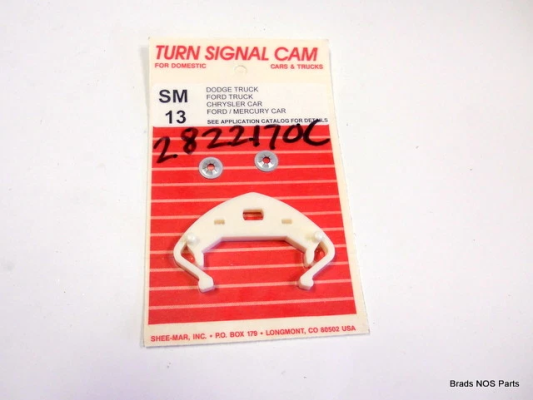 TURN SIGNAL CAM
FOR DOMESTIC CARS & TRUCKS
SM
13
DODGE TRUCK
FORD TRUCK
CHRYSLER CAR
FORD / MERCURY CAR
SEE APPLICATION CATALOG FOR DETAILS
2822170C
SHEE-MAR, INC. • P.O. BOX 179 • LONGMONT, CO 80502 USA
Brads NOS Parts